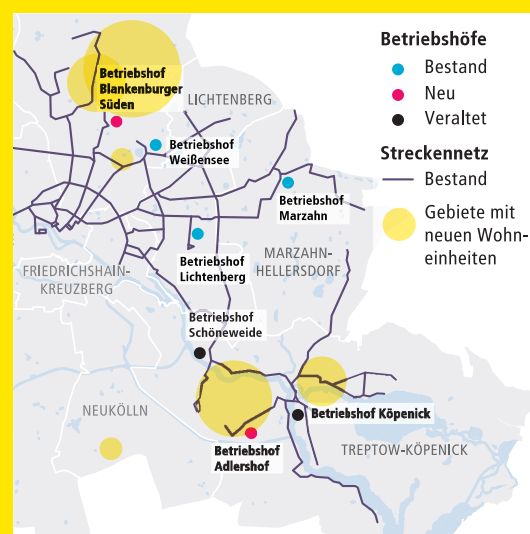 Betriebshof
Blankenburger
Süden
LICHTENBERG
Betriebshof
Weißensee
Betriebshof
Marzahn
Betriebshof
Lichtenberg
MARZAHN-
HELLERSDORF
FRIEDRICHSHAIN-
KREUZBERG
Betriebshof
Schöneweide
NEUKÖLLN
Betriebshof Köpenick
Betriebshof
Adlershof
TREPTOW-KÖPENICK
Betriebshöfe
Bestand
Neu
Veraltet
Streckennetz
Bestand
Gebiete mit
neuen Wohn-
einheiten